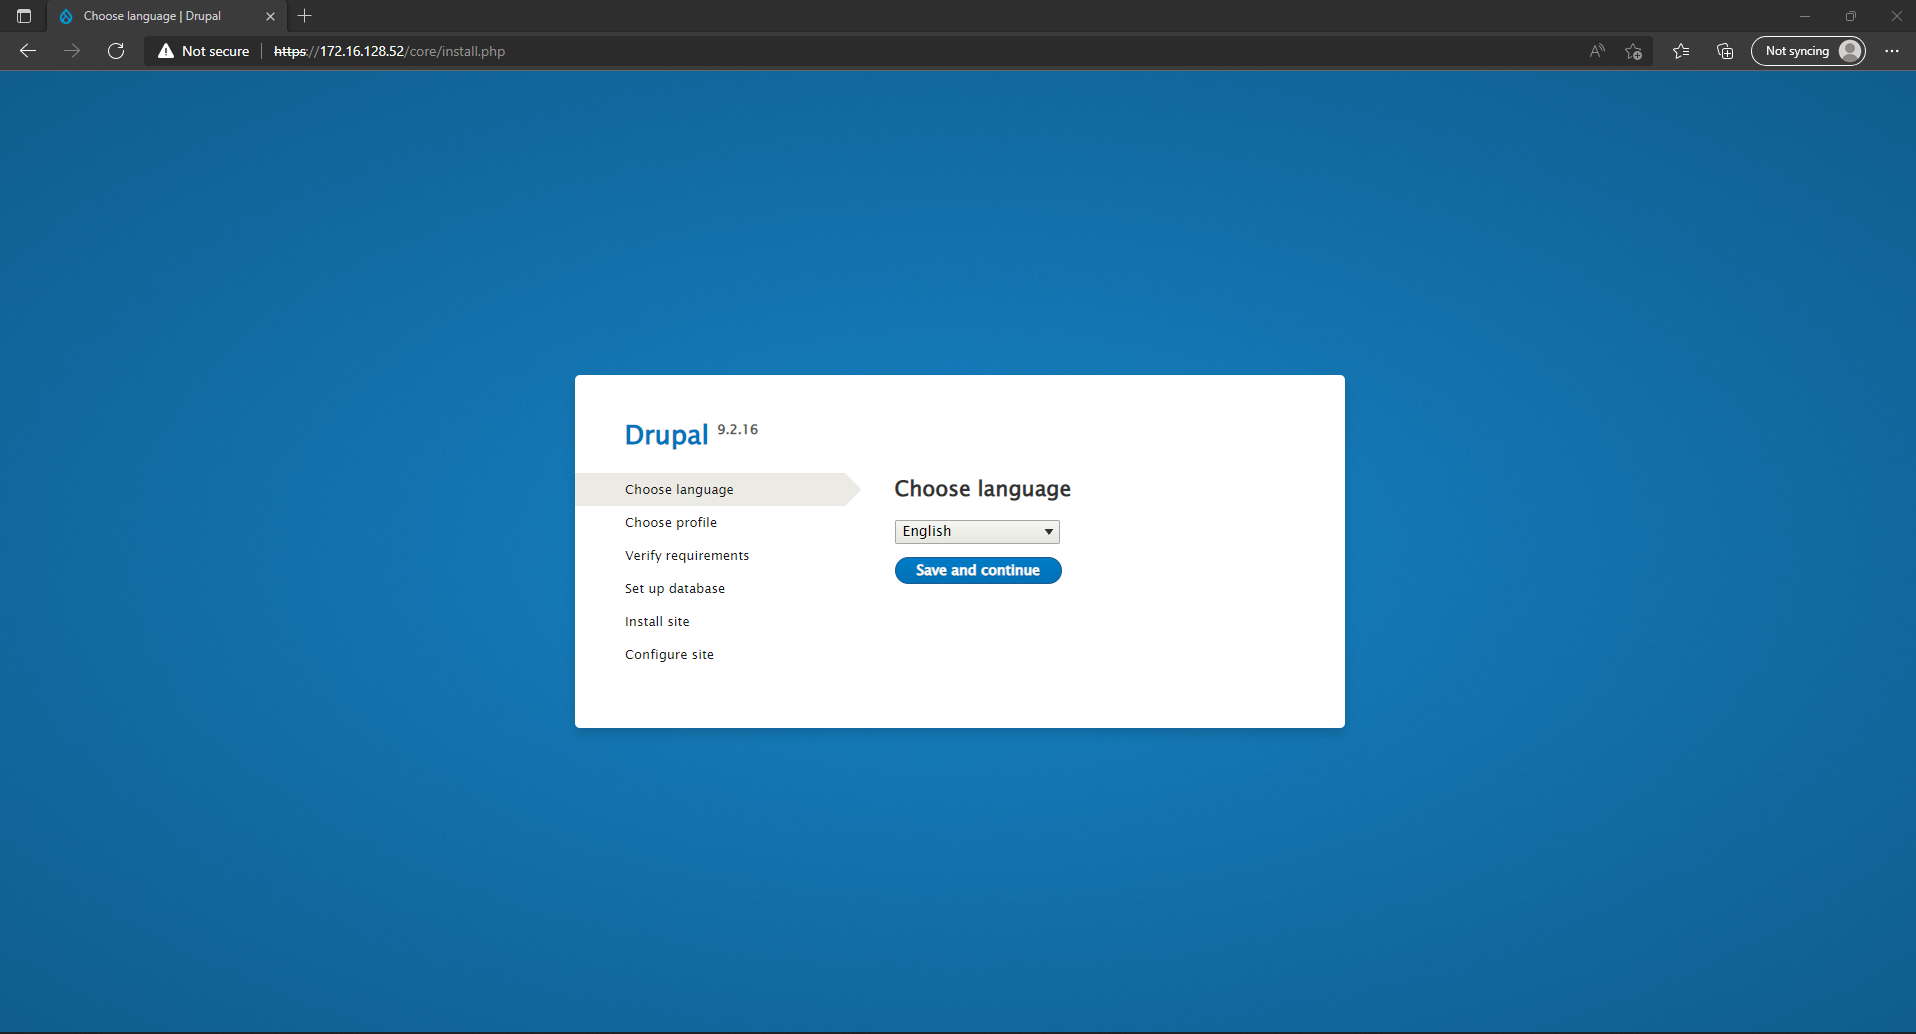 Choose language | Drupal
Not secure
https://172.16.128.52/core/install.php
Not syncing
Drupal 9.2.16
Choose language
Choose profile
Verify requirements
Set up database
Install site
Configure site
Choose language
English
Save and continue